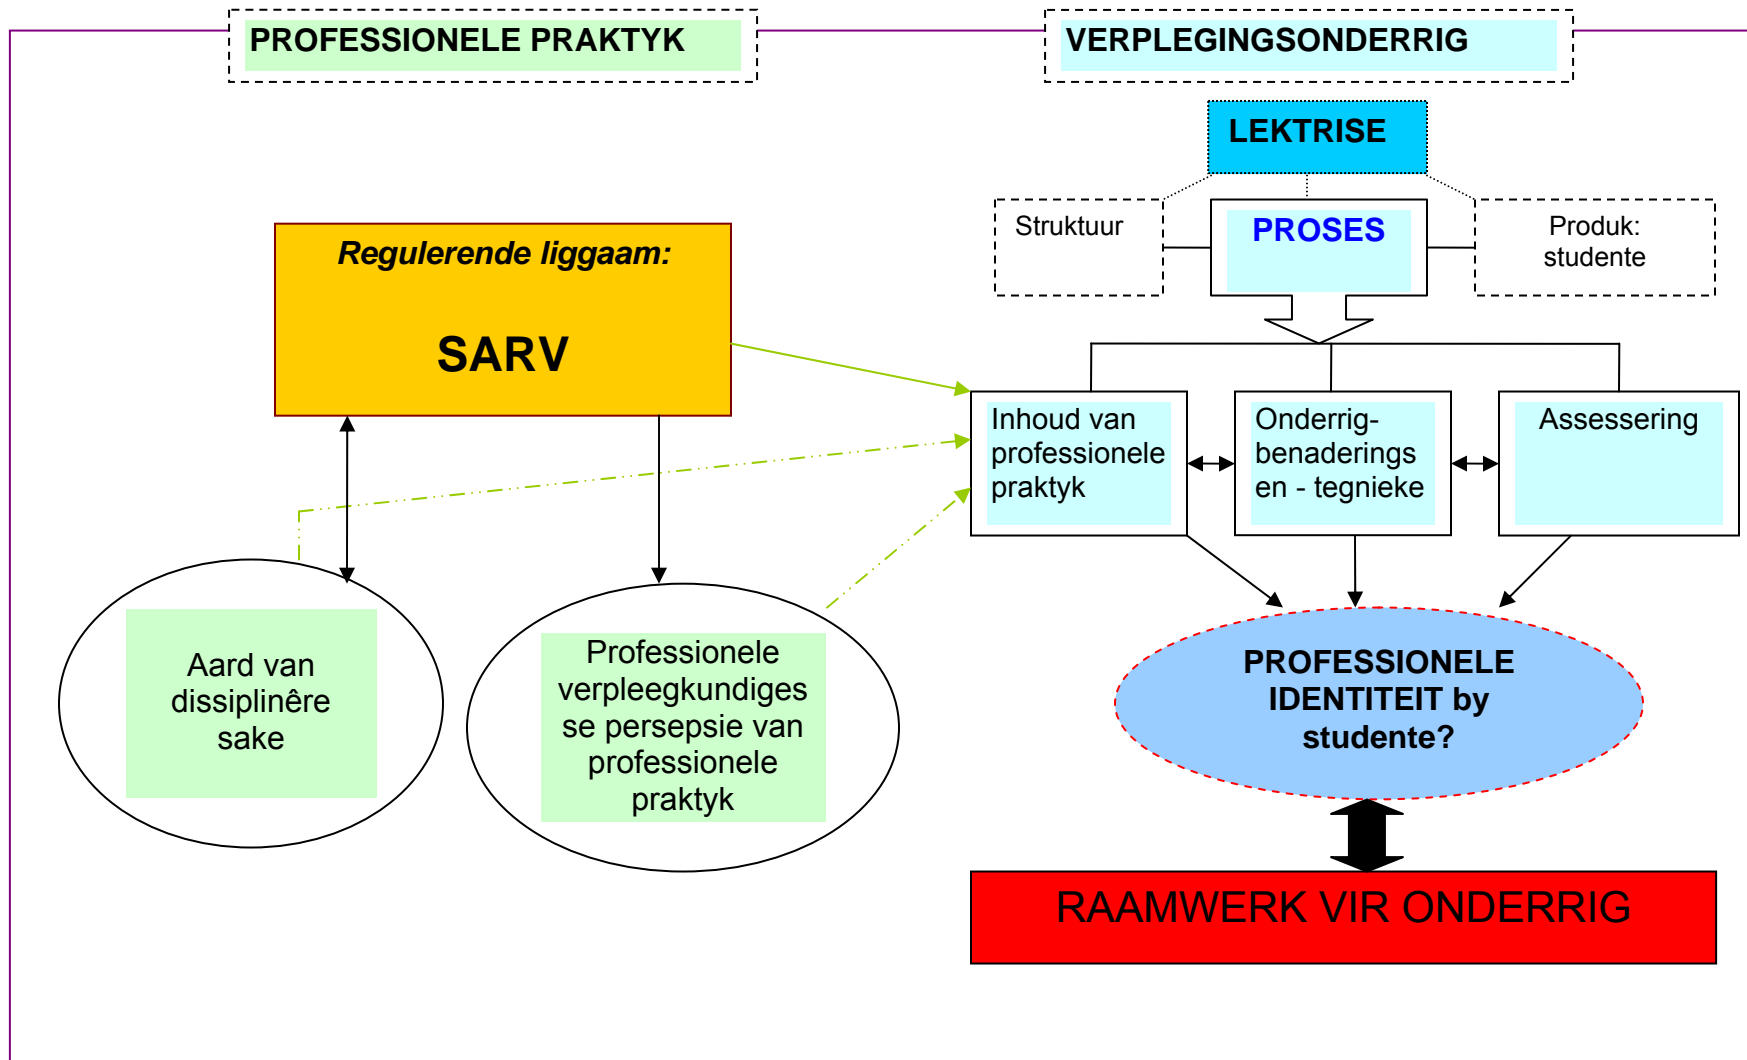 PROFESSIONELE PRAKTYK
VERPLEGINGSONDERRIG
LEKTRISE
Struktuur
PROSES
Produk:
studente
Regulerende liggaam:
SARV
Inhoud van
professionele
praktyk
Onderrig-
benaderings
en - tegnieke
Assessering
Aard van
dissiplinêre
sake
Professionele
verpleegkundiges
se persepsie van
professionele
praktyk
PROFESSIONELE
IDENTITEIT by
studente?
RAAMWERK VIR ONDERRIG